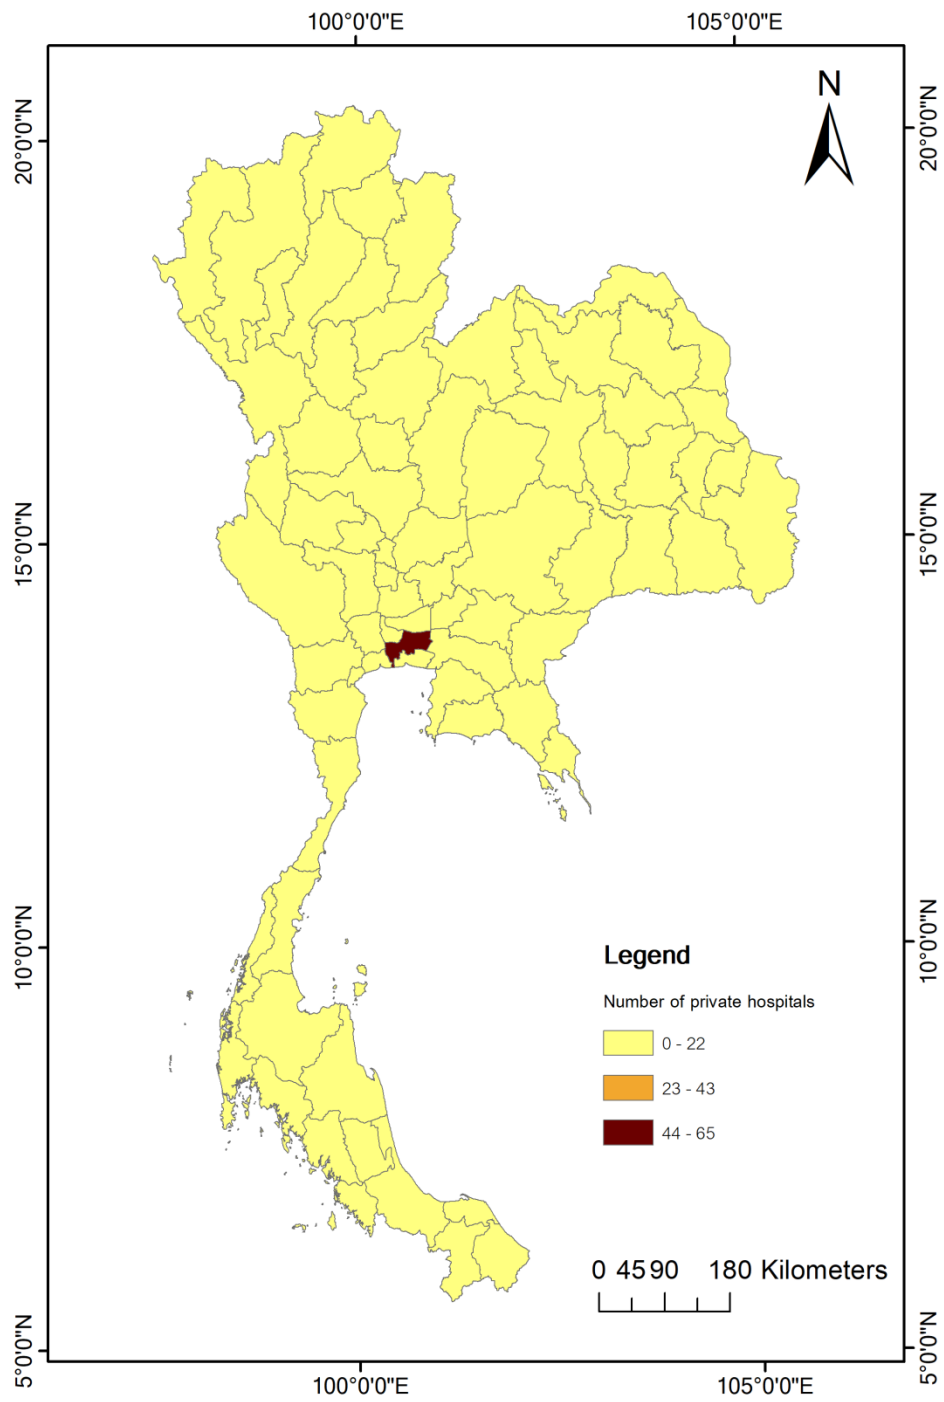 100°0'0"E 105°0'0"E
N
20°0'0"N 20°0'0"N
15°0'0"N 15°0'0"N
10°0'0"N 10°0'0"N
Legend
Number of private hospitals
0 - 22
23 - 43
44 - 65
0 45 90 180 Kilometers
5°0'0"N 5°0'0"N
100°0'0"E 105°0'0"E